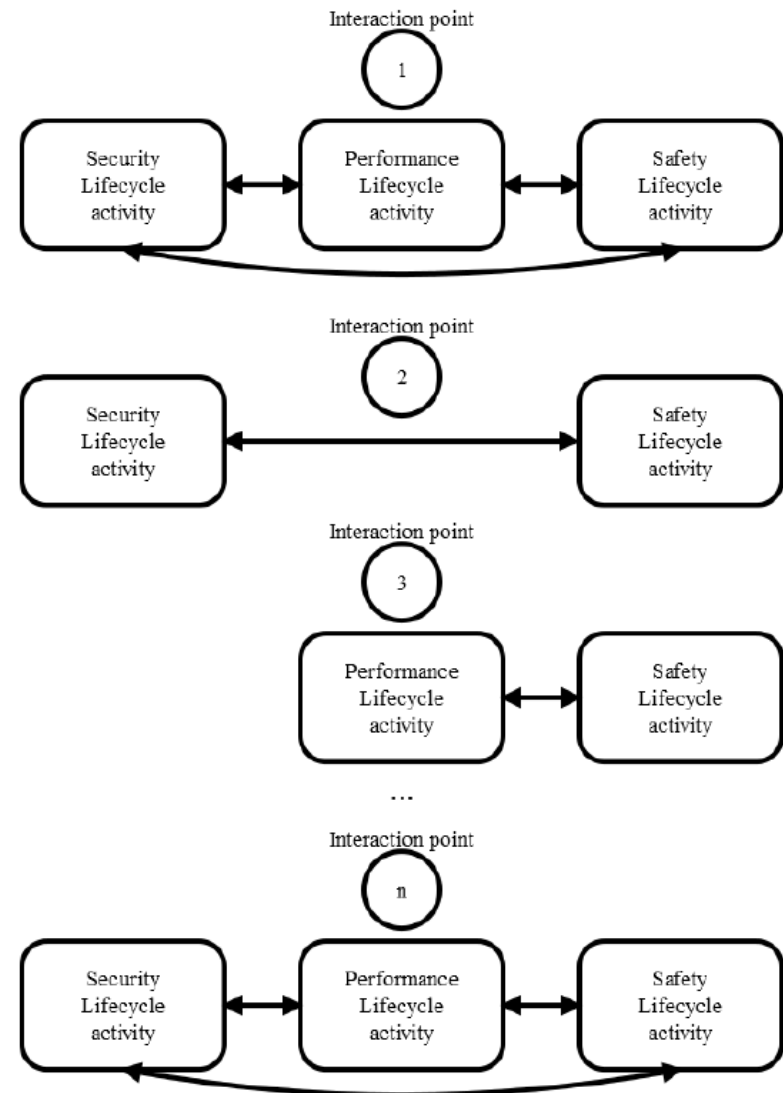 Interaction point
1
Security
Lifecycle
activity
Performance
Lifecycle
activity
Safety
Lifecycle
activity
Interaction point
2
Security
Lifecycle
activity
Safety
Lifecycle
activity
Interaction point
3
Performance
Lifecycle
activity
Safety
Lifecycle
activity
...
Interaction point
n
Security
Lifecycle
activity
Performance
Lifecycle
activity
Safety
Lifecycle
activity